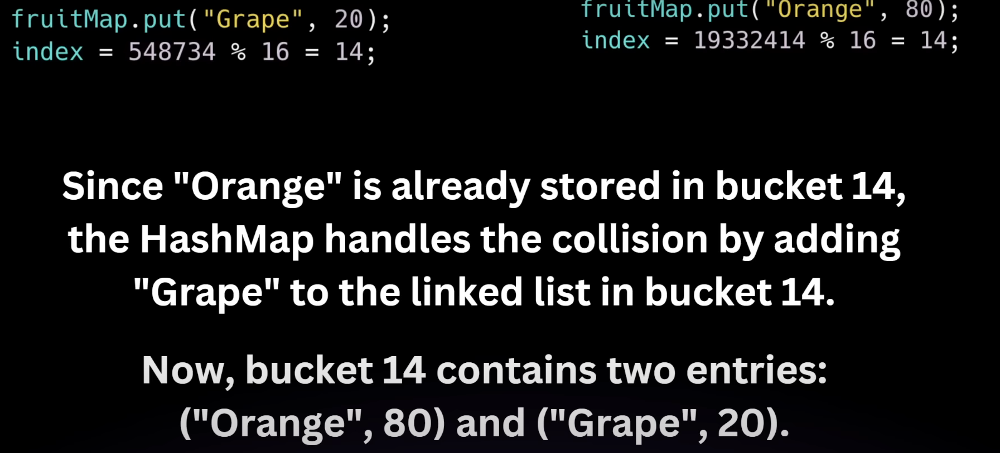 fruitMap.put("Grape", 20);
index = 548734 % 16 = 14;
fruitMap.put("Orange", 80);
index = 19332414 % 16 = 14;
Since "Orange" is already stored in bucket 14,
the HashMap handles the collision by adding
"Grape" to the linked list in bucket 14.
Now, bucket 14 contains two entries:
("Orange", 80) and ("Grape", 20).